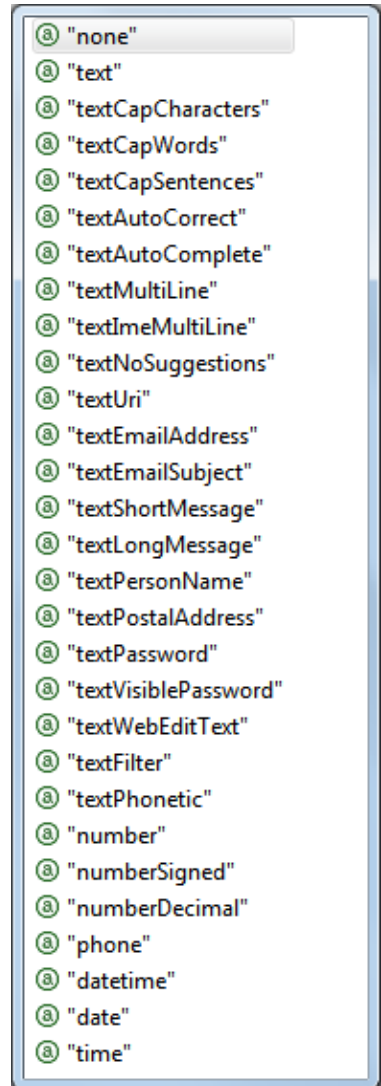 "none"
"text"
"textCapCharacters"
"textCapWords"
"textCapSentences"
"textAutoCorrect"
"textAutoComplete"
"textMultiLine"
"textImeMultiLine"
"textNoSuggestions"
"textUri"
"textEmailAddress"
"textEmailSubject"
"textShortMessage"
"textLongMessage"
"textPersonName"
"textPostalAddress"
"textPassword"
"textVisiblePassword"
"textWebEditText"
"textFilter"
"textPhonetic"
"number"
"numberSigned"
"numberDecimal"
"phone"
"datetime"
"date"
"time"